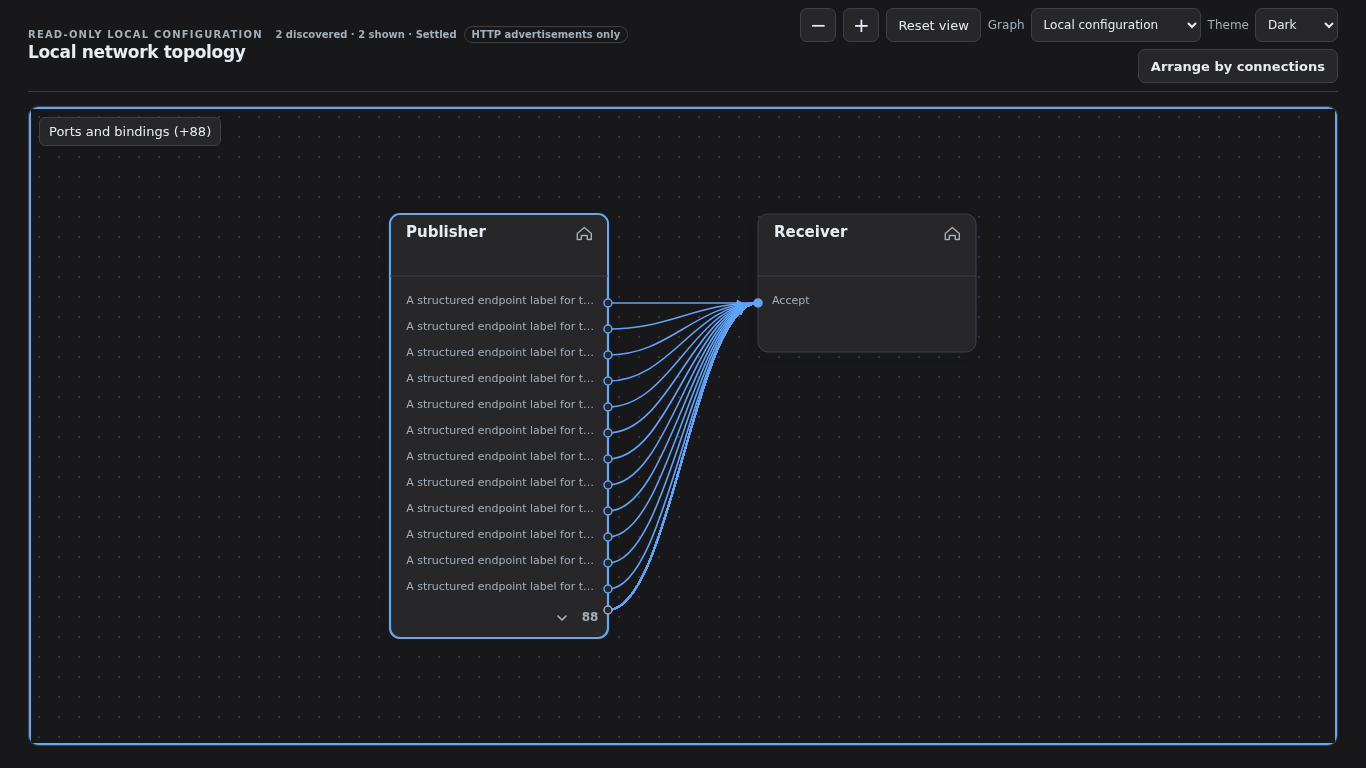 READ-ONLY LOCAL CONFIGURATION 2 discovered · 2 shown · Settled HTTP advertisements only
Local network topology
− + Reset view Graph Local configuration Theme Dark
Arrange by connections
Ports and bindings (+88)
Publisher
A structured endpoint label for t…
A structured endpoint label for t…
A structured endpoint label for t…
A structured endpoint label for t…
A structured endpoint label for t…
A structured endpoint label for t…
A structured endpoint label for t…
A structured endpoint label for t…
A structured endpoint label for t…
A structured endpoint label for t…
A structured endpoint label for t…
A structured endpoint label for t…
88
Receiver
Accept